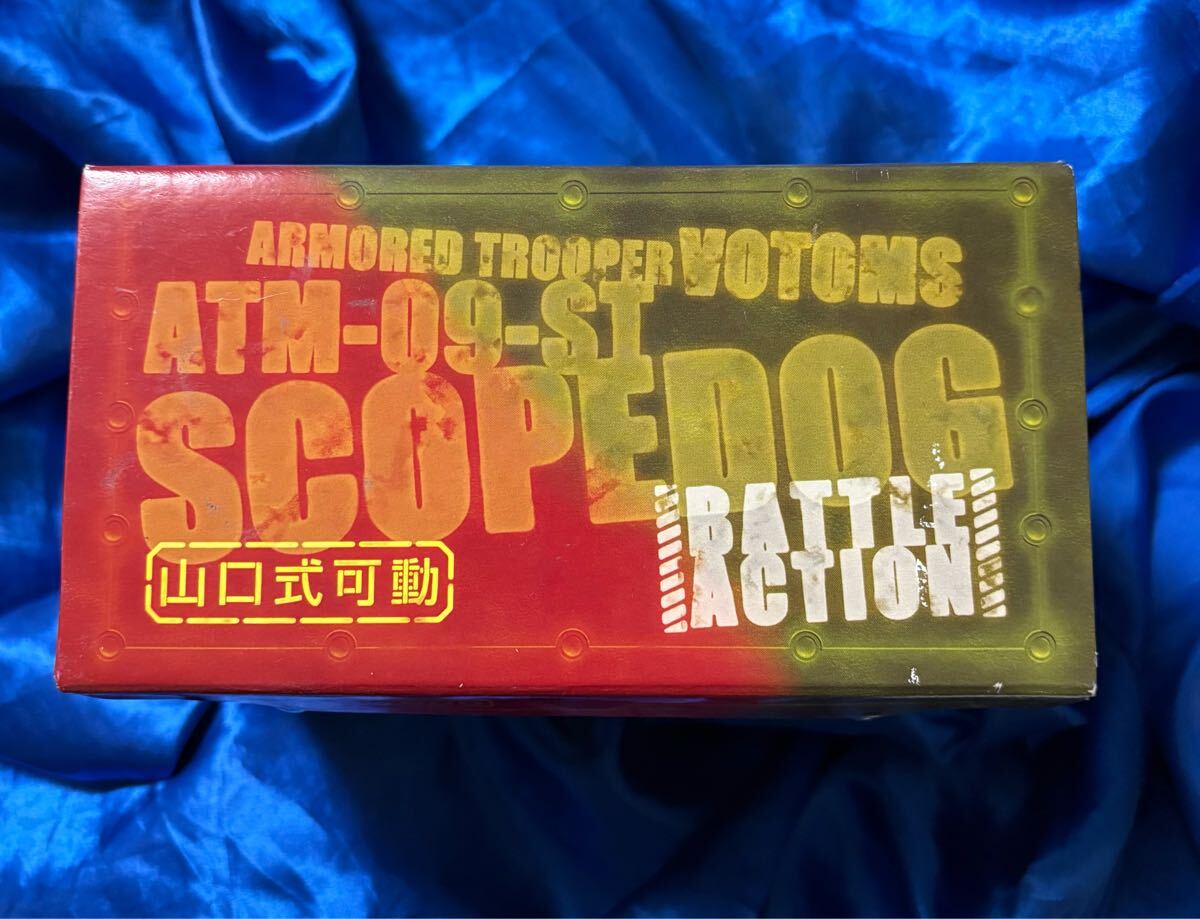 ARMORED TROOPER VOTOMS
ATM-09-ST
SCOPEDOG
BATTLE
ACTION
山口式可動